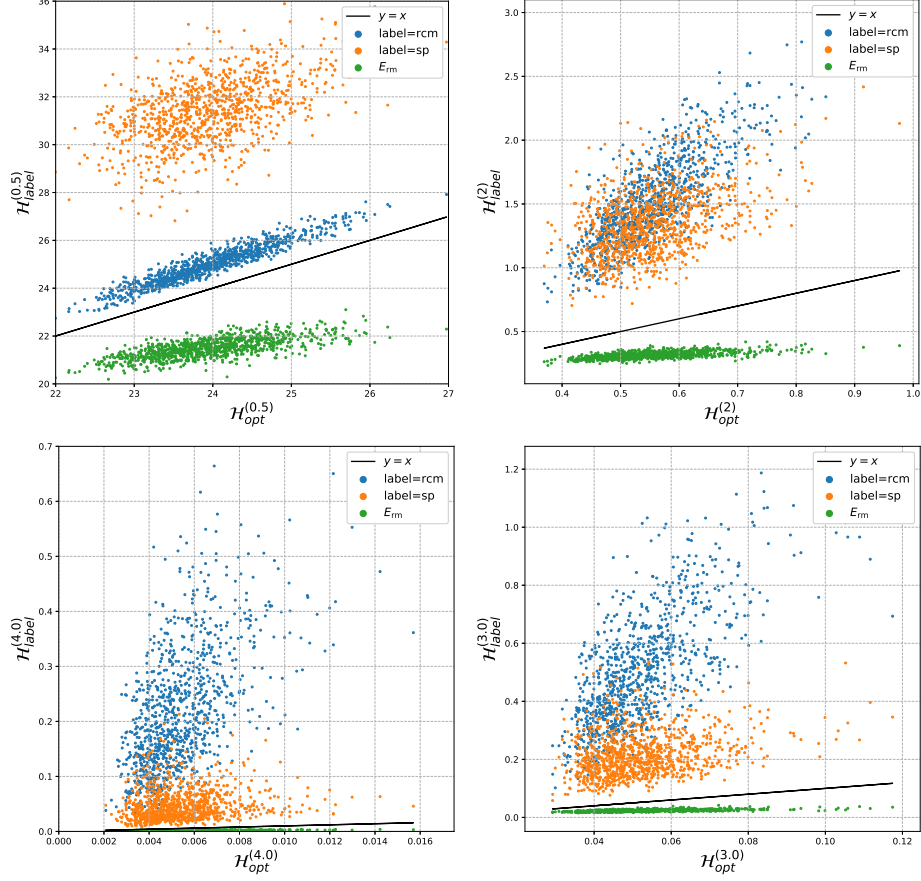 36
34
32
30
28
26
24
22
20
22
23
24
25
26
27
y = x
label=rcm
label=sp
E_rm
H_label^(0.5)
H_opt^(0.5)
3.0
2.5
2.0
1.5
1.0
0.5
0.4
0.5
0.6
0.7
0.8
0.9
1.0
y = x
label=rcm
label=sp
E_rm
H_label^(2)
H_opt^(2)
0.7
0.6
0.5
0.4
0.3
0.2
0.1
0.0
0.000
0.002
0.004
0.006
0.008
0.010
0.012
0.014
0.016
y = x
label=rcm
label=sp
E_rm
H_label^(4.0)
H_opt^(4.0)
1.2
1.0
0.8
0.6
0.4
0.2
0.0
0.04
0.06
0.08
0.10
0.12
y = x
label=rcm
label=sp
E_rm
H_label^(3.0)
H_opt^(3.0)